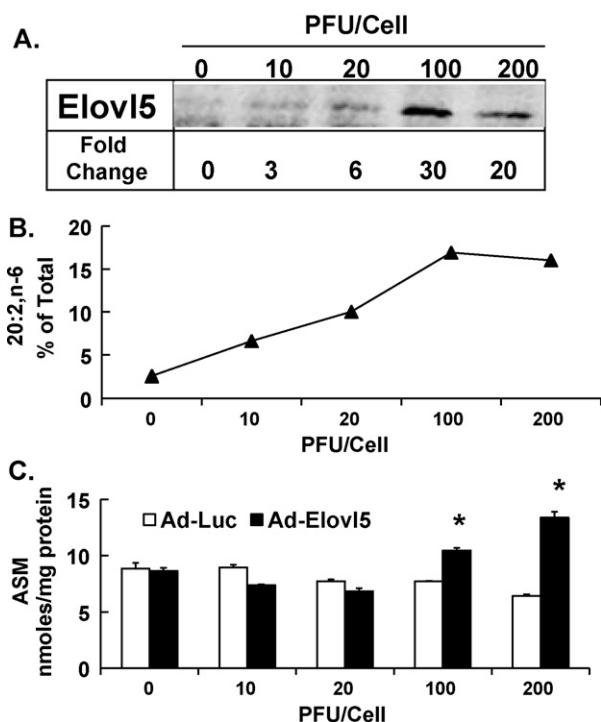 A.
PFU/Cell
0 10 20 100 200
Elovl5
Fold
Change
0 3 6 30 20
B.
20:2,n-6
% of Total
20
15
10
5
0
0 10 20 100 200
PFU/Cell
C.
Ad-Luc Ad-Elovl5
* *
ASM
nmoles/mg protein
15
10
5
0
0 10 20 100 200
PFU/Cell